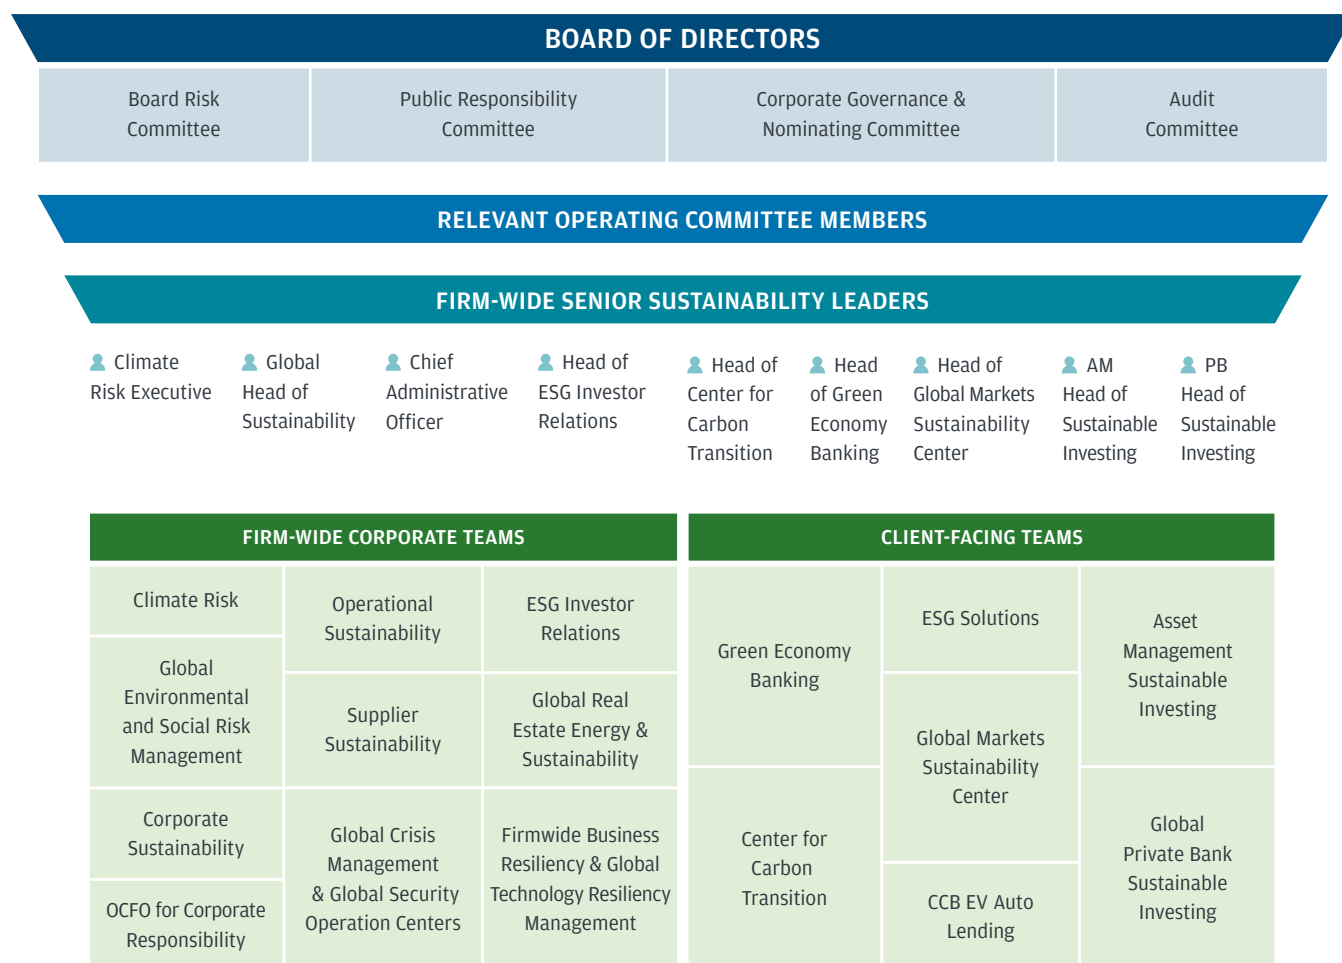 BOARD OF DIRECTORS
Board Risk
Committee
Public Responsibility
Committee
Corporate Governance &
Nominating Committee
Audit
Committee
RELEVANT OPERATING COMMITTEE MEMBERS
FIRM-WIDE SENIOR SUSTAINABILITY LEADERS
Climate
Risk Executive
Global
Head of
Sustainability
Chief
Administrative
Officer
Head of
ESG Investor
Relations
Head of
Center for
Carbon
Transition
Head
of Green
Economy
Banking
Head of
Global Markets
Sustainability
Center
AM
Head of
Sustainable
Investing
PB
Head of
Sustainable
Investing
FIRM-WIDE CORPORATE TEAMS
Climate Risk
Global
Environmental
and Social Risk
Management
Corporate
Sustainability
OCFO for Corporate
Responsibility
Operational
Sustainability
Supplier
Sustainability
Global Crisis
Management
& Global Security
Operation Centers
ESG Investor
Relations
Global Real
Estate Energy &
Sustainability
Firmwide Business
Resiliency & Global
Technology Resiliency
Management
CLIENT-FACING TEAMS
Green Economy
Banking
Center for
Carbon
Transition
ESG Solutions
Global Markets
Sustainability
Center
CCB EV Auto
Lending
Asset
Management
Sustainable
Investing
Global
Private Bank
Sustainable
Investing